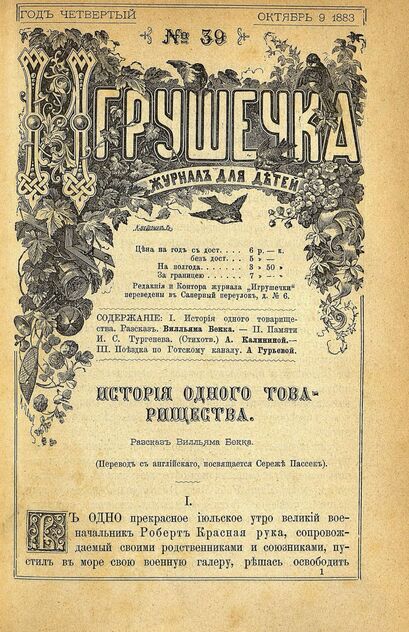 ГОДЪ ЧЕТВЕРТЫЙ ОКТЯБРЬ 9 1883
№ 39
ИГРУШЕЧКА
ЖУРНАЛЪ ДЛЯ ДѢТЕЙ
Цѣна на годъ съ дост. . . . 6 р. — к.
безъ дост. . . . 5 » —
На полгода. . . . . . 3 » 50 »
За границею . . . . . 7 » — »
Редакція и Контора журнала „Игрушечки"
переведены въ Саперный переулокъ, д. № 6.
СОДЕРЖАНІЕ: I. Исторія одного товарище-
ства. Разсказъ. Вилльяма Бокка. — II. Памяти
И. С. Тургенева. (Стихотв.) А. Калининой.—
III. Поѣздка по Готскому каналу. А Гурьевой.
ИСТОРІЯ ОДНОГО ТОВА-
РИЩЕСТВА.
Разсказъ Вилльяма Бокка.
(Переводъ съ англійскаго, посвящается Сережѣ Пассекъ).
I.
ВЪ ОДНО прекрасное іюльское утро великій вое-
начальникъ Робертъ Красная рука, сопровож-
даемый своими родственниками и союзниками, пу-
стилъ въ море свою военную галеру, рѣшась освободить
1